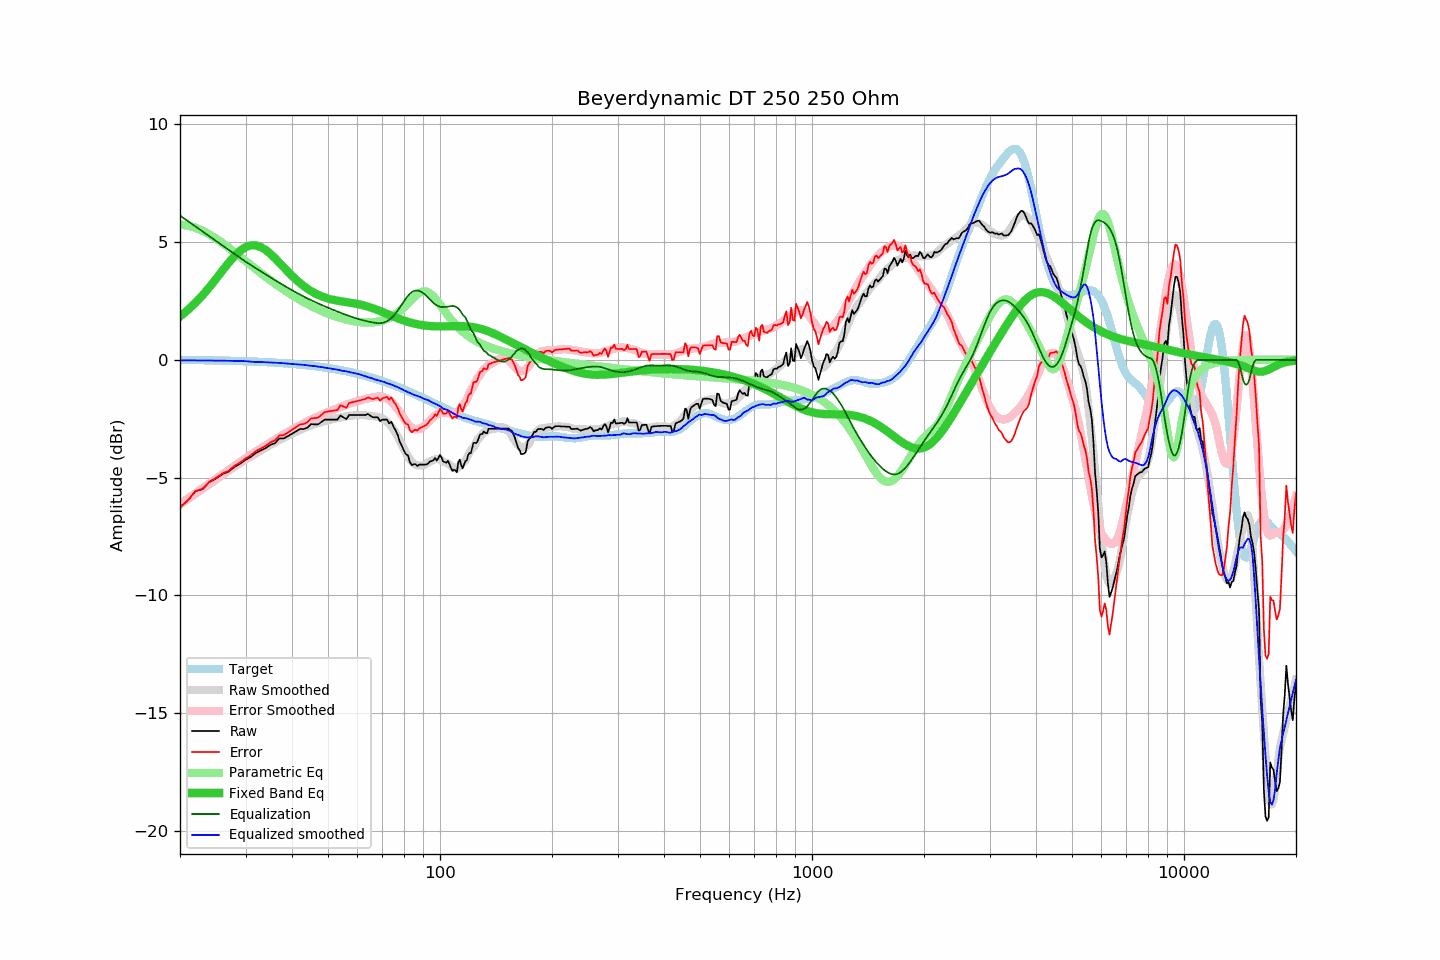 Beyerdynamic DT 250 250 Ohm
10
5
0
−5
−10
−15
−20
Amplitude (dBr)
Target
Raw Smoothed
Error Smoothed
Raw
Error
Parametric Eq
Fixed Band Eq
Equalization
Equalized smoothed
100
1000
10000
Frequency (Hz)